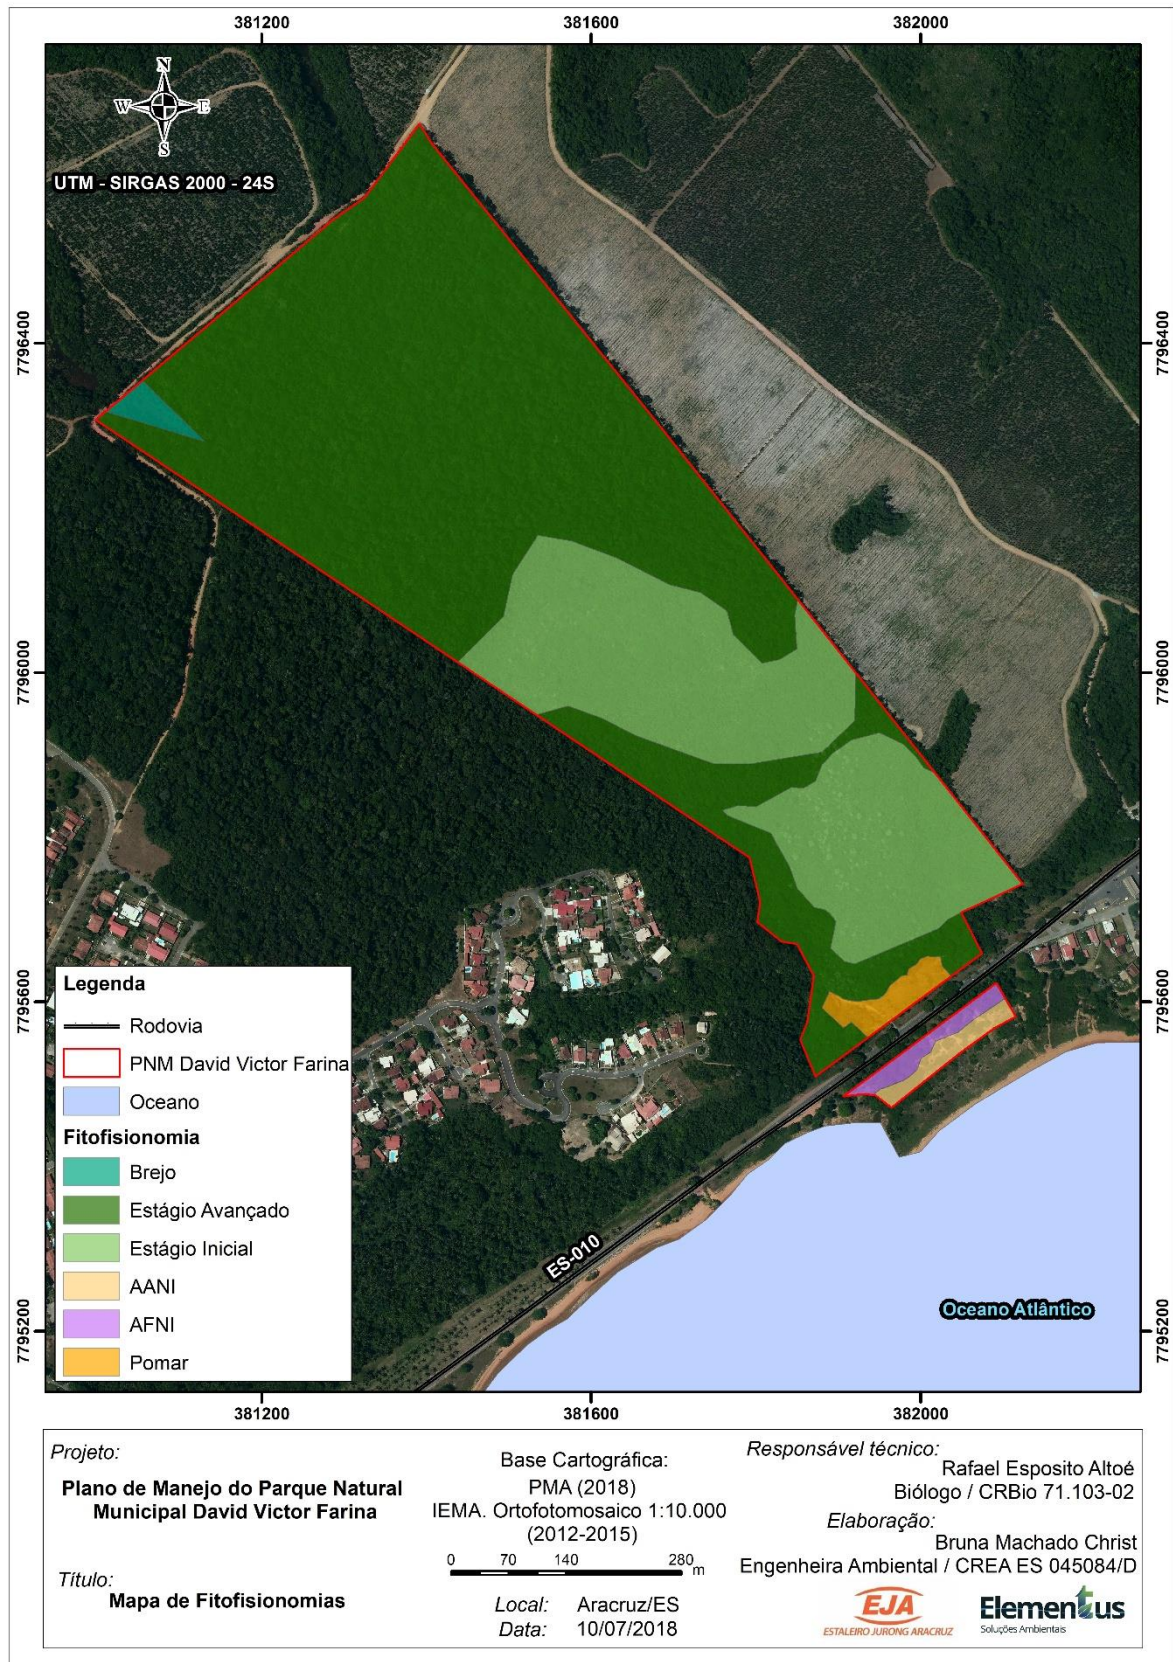 381200
381600
382000
N
W
E
S
UTM - SIRGAS 2000 - 24S
7796400
7796400
7796000
7796000
7795600
7795600
7795200
7795200
Legenda
Rodovia
PNM David Victor Farina
Oceano
Fitofisionomia
Brejo
Estágio Avançado
Estágio Inicial
AANI
AFNI
Pomar
ES-010
Oceano Atlântico
381200
381600
382000
Projeto:
Plano de Manejo do Parque Natural
Municipal David Victor Farina
Título:
Mapa de Fitofisionomias
Base Cartográfica:
PMA (2018)
IEMA. Ortofotomosaico 1:10.000
(2012-2015)
0 70 140 280 m
Local: Aracruz/ES
Data: 10/07/2018
Responsável técnico:
Rafael Esposito Altoé
Biólogo / CRBio 71.103-02
Elaboração:
Bruna Machado Christ
Engenheira Ambiental / CREA ES 045084/D
EJA
ESTALEIRO JURONG ARACRUZ
Elementus
Soluções Ambientais